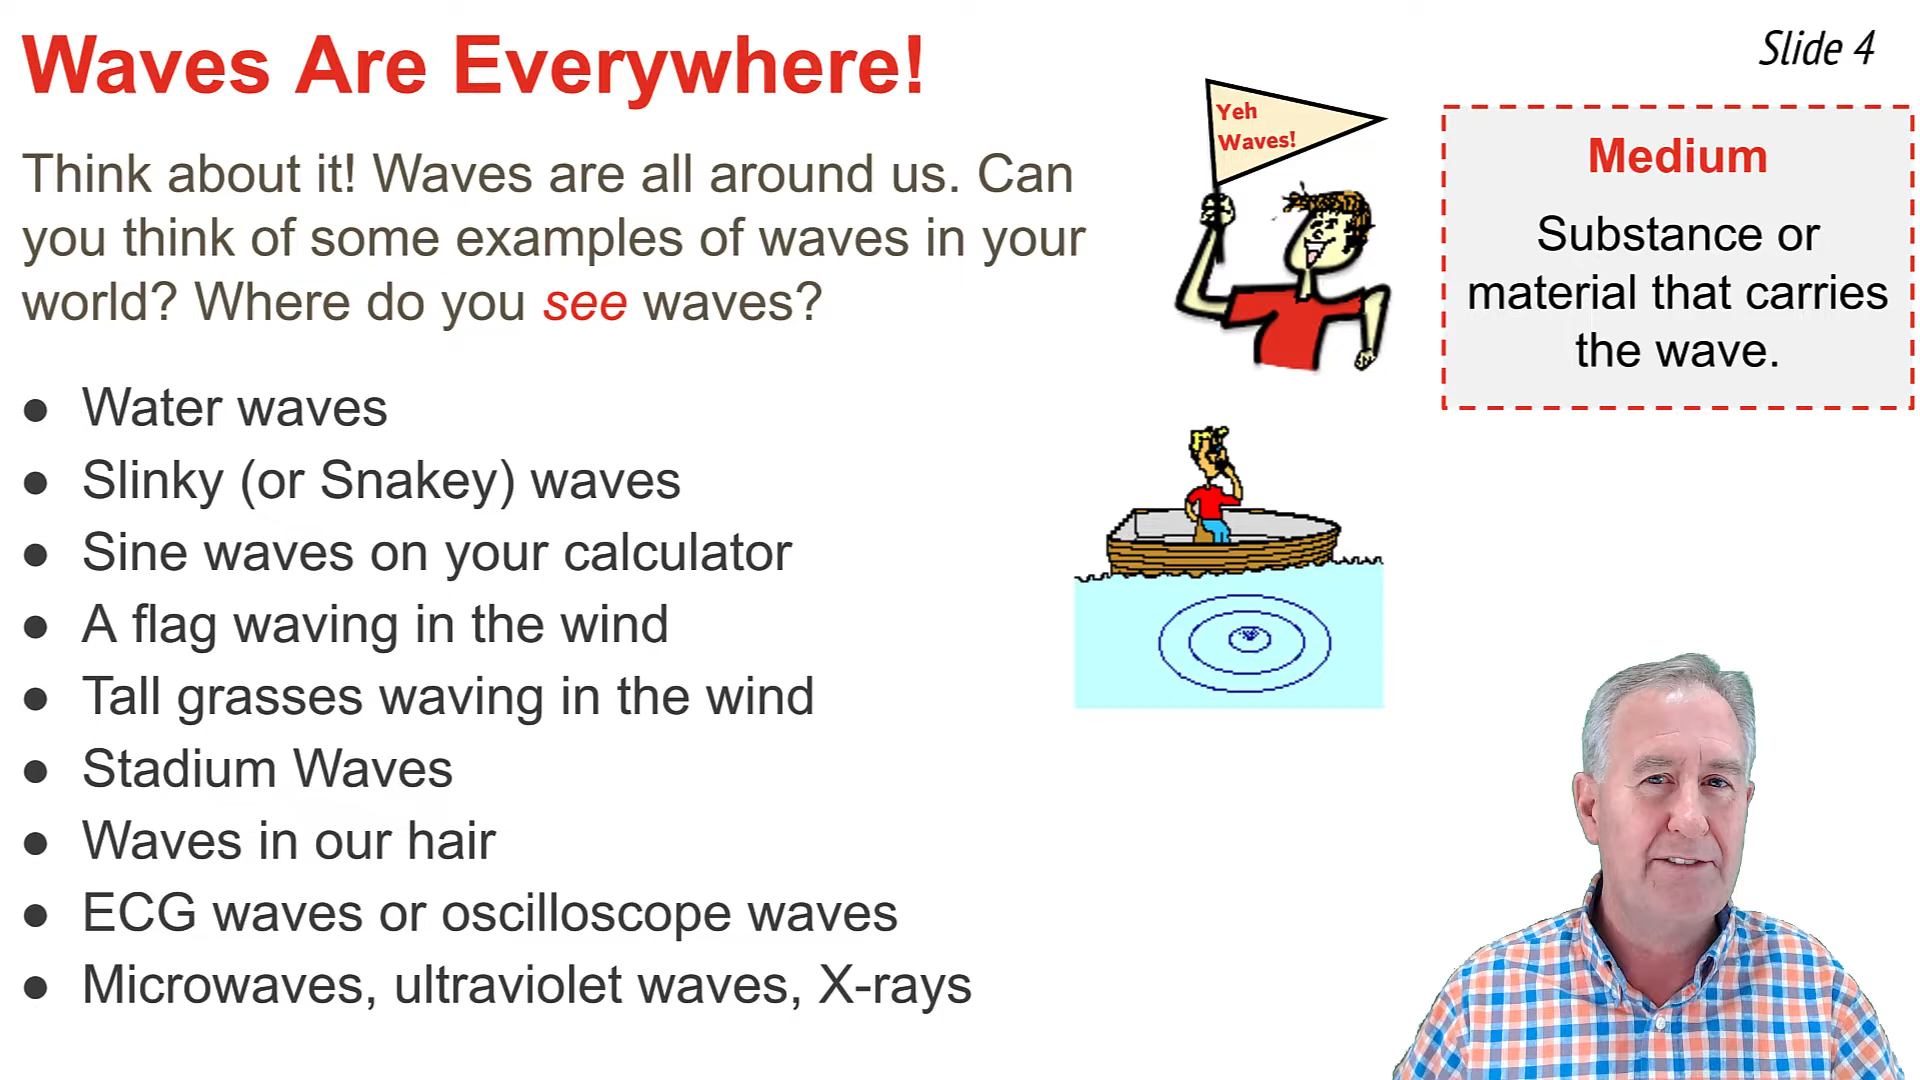 Waves Are Everywhere!
Slide 4
Think about it! Waves are all around us. Can
you think of some examples of waves in your
world? Where do you see waves?
Yeh
Waves!
Medium
Substance or
material that carries
the wave.
● Water waves
● Slinky (or Snakey) waves
● Sine waves on your calculator
● A flag waving in the wind
● Tall grasses waving in the wind
● Stadium Waves
● Waves in our hair
● ECG waves or oscilloscope waves
● Microwaves, ultraviolet waves, X-rays